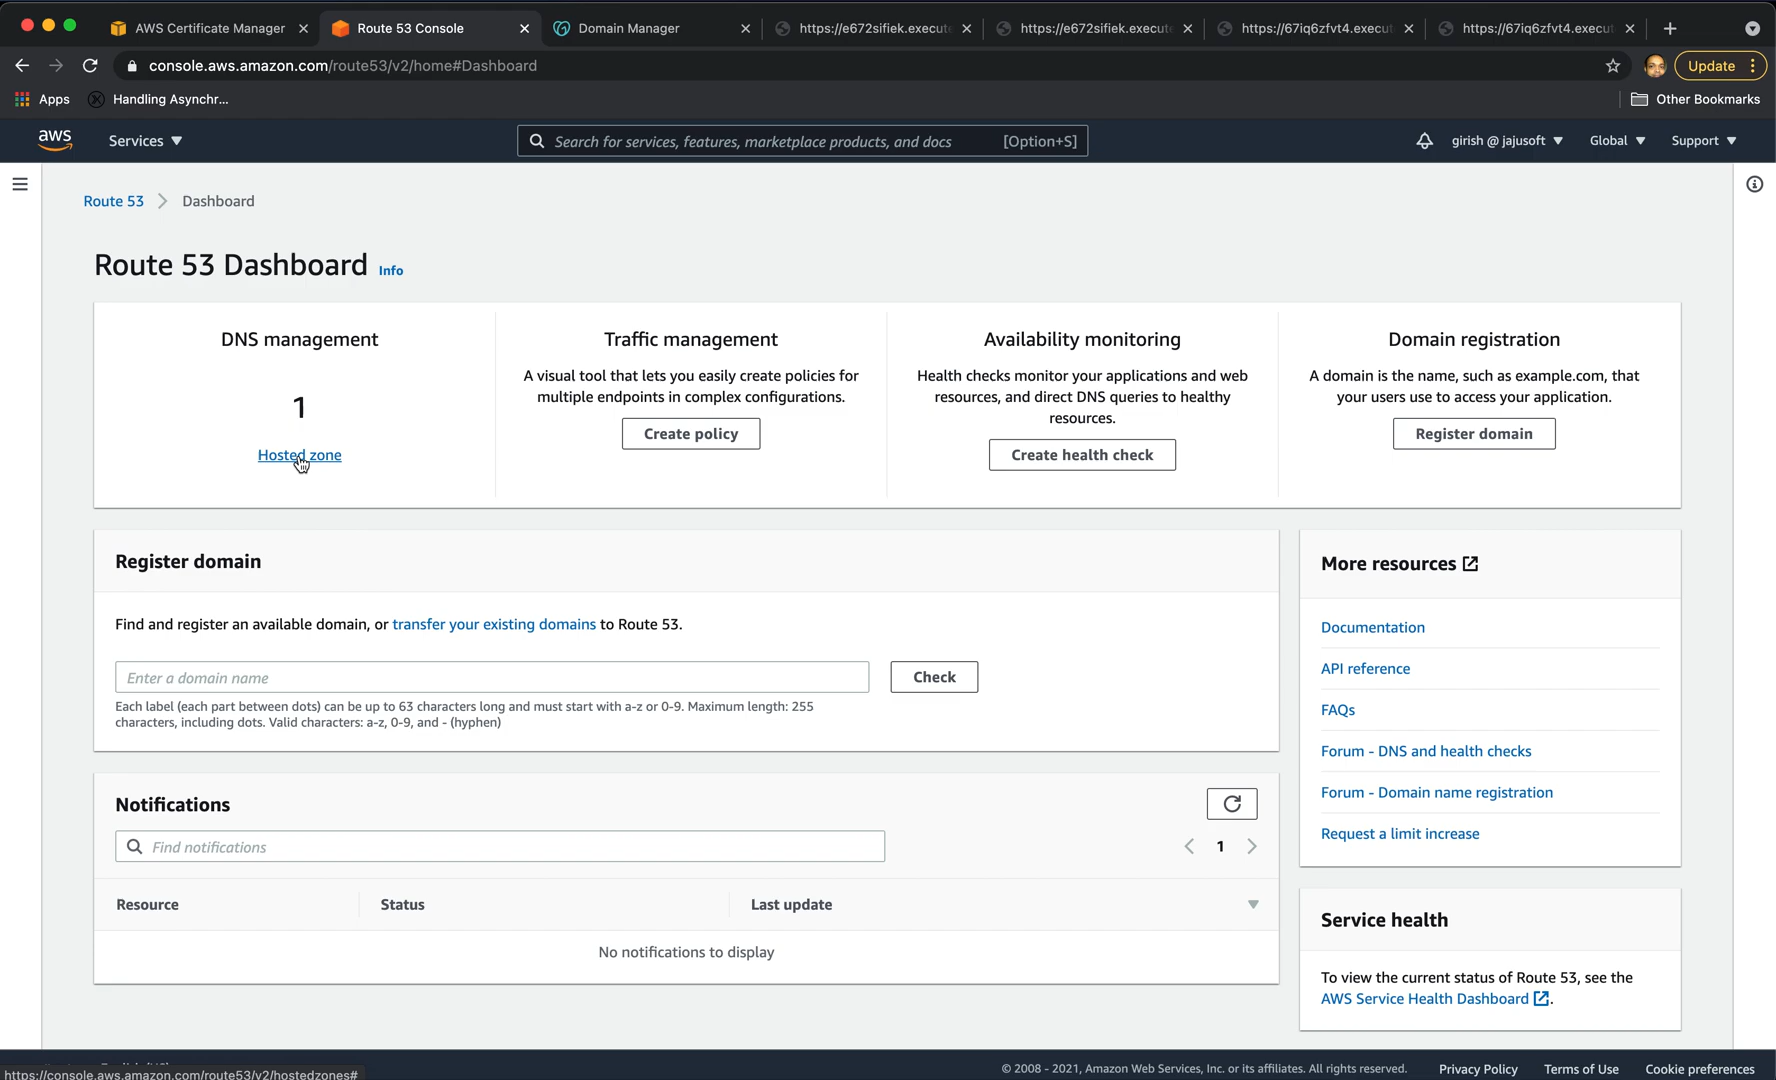 AWS Certificate Manager
Route 53 Console
Domain Manager
https://e672sifiek.execute
https://e672sifiek.execute
https://67iq6zfvt4.execut
https://67iq6zfvt4.execut
console.aws.amazon.com/route53/v2/home#Dashboard
Update
Apps
Handling Asynchr...
Other Bookmarks
aws
Services
Search for services, features, marketplace products, and docs
[Option+S]
girish @ jajusoft
Global
Support
Route 53
Dashboard
Route 53 Dashboard
Info
DNS management
1
Hosted zone
Traffic management
A visual tool that lets you easily create policies for
multiple endpoints in complex configurations.
Create policy
Availability monitoring
Health checks monitor your applications and web
resources, and direct DNS queries to healthy
resources.
Create health check
Domain registration
A domain is the name, such as example.com, that
your users use to access your application.
Register domain
Register domain
Find and register an available domain, or transfer your existing domains to Route 53.
Enter a domain name
Check
Each label (each part between dots) can be up to 63 characters long and must start with a-z or 0-9. Maximum length: 255
characters, including dots. Valid characters: a-z, 0-9, and - (hyphen)
More resources
Documentation
API reference
FAQs
Forum - DNS and health checks
Forum - Domain name registration
Request a limit increase
Notifications
Find notifications
1
Resource
Status
Last update
No notifications to display
Service health
To view the current status of Route 53, see the
AWS Service Health Dashboard .
© 2008 - 2021, Amazon Web Services, Inc. or its affiliates. All rights reserved.
Privacy Policy
Terms of Use
Cookie preferences
https://console.aws.amazon.com/route53/v2/hostedzones#